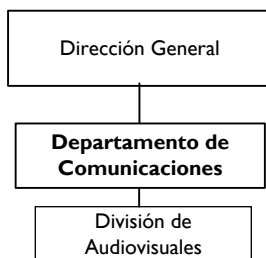 Dirección General
Departamento de
Comunicaciones
División de
Audiovisuales